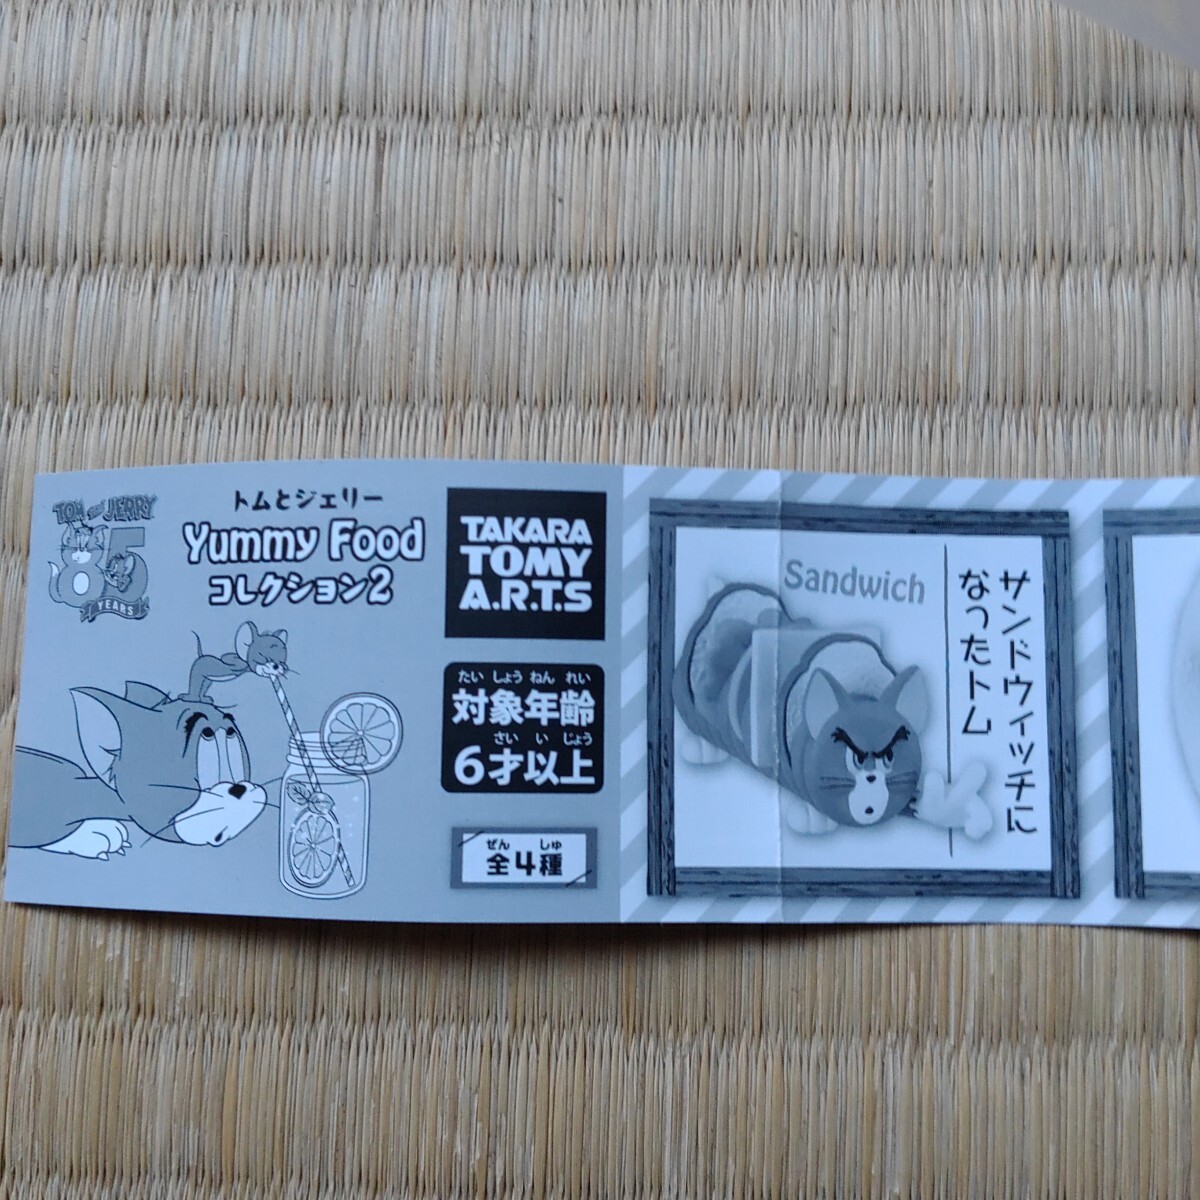 TOM and JERRY
85
YEARS
トムとジェリー
Yummy Food
コレクション2
TAKARA
TOMY
A.R.T.S
たい しょう ねん れい
対象年齢
さい い じょう
6才以上
ぜん しゅ
全4種
Sandwich
サンドウィッチに
なったトム